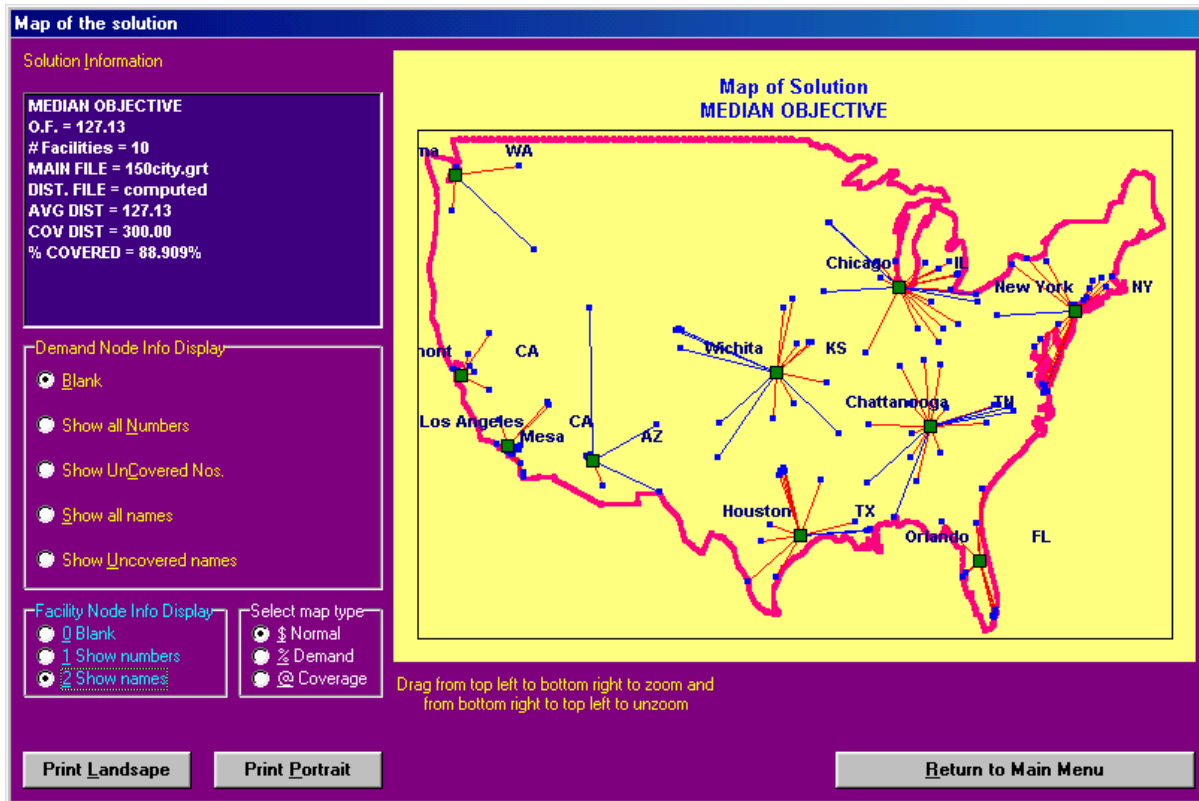 Map of the solution
Solution Information
MEDIAN OBJECTIVE
O.F. = 127.13
# Facilities = 10
MAIN FILE = 150city.grt
DIST. FILE = computed
AVG DIST = 127.13
COV DIST = 300.00
% COVERED = 88.909%
Demand Node Info Display
Blank
Show all Numbers
Show UnCovered Nos.
Show all names
Show Uncovered names
Facility Node Info Display
0 Blank
1 Show numbers
2 Show names
Select map type
$ Normal
% Demand
@ Coverage
Print Landsape
Print Portrait
Map of Solution
MEDIAN OBJECTIVE
ma WA
Chicago IL
New York NY
mont CA
Wichita KS
Chattanooga TN
Los Angeles CA
Mesa AZ
Houston TX
Orlando FL
Drag from top left to bottom right to zoom and
from bottom right to top left to unzoom
Return to Main Menu